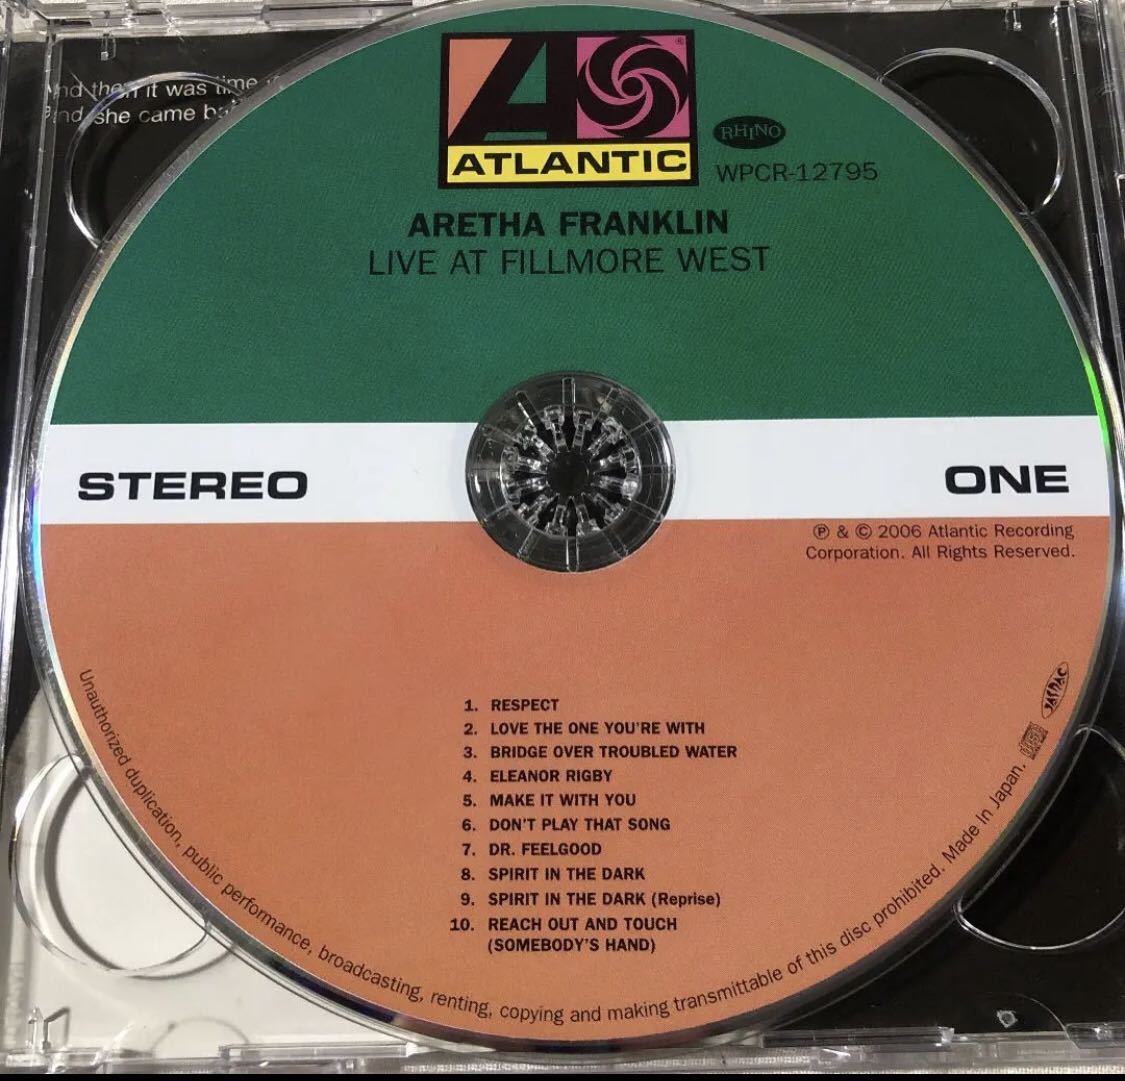 And then it was time
and she came
ATLANTIC
RHINO
WPCR-12795
ARETHA FRANKLIN
LIVE AT FILLMORE WEST
STEREO
ONE
℗ & © 2006 Atlantic Recording
Corporation. All Rights Reserved.
1. RESPECT
2. LOVE THE ONE YOU'RE WITH
3. BRIDGE OVER TROUBLED WATER
4. ELEANOR RIGBY
5. MAKE IT WITH YOU
6. DON'T PLAY THAT SONG
7. DR. FEELGOOD
8. SPIRIT IN THE DARK
9. SPIRIT IN THE DARK (Reprise)
10. REACH OUT AND TOUCH
(SOMEBODY'S HAND)
Unauthorized duplication, public performance, broadcasting, renting, copying and making transmittable of this disc prohibited. Made In Japan.
JASRAC